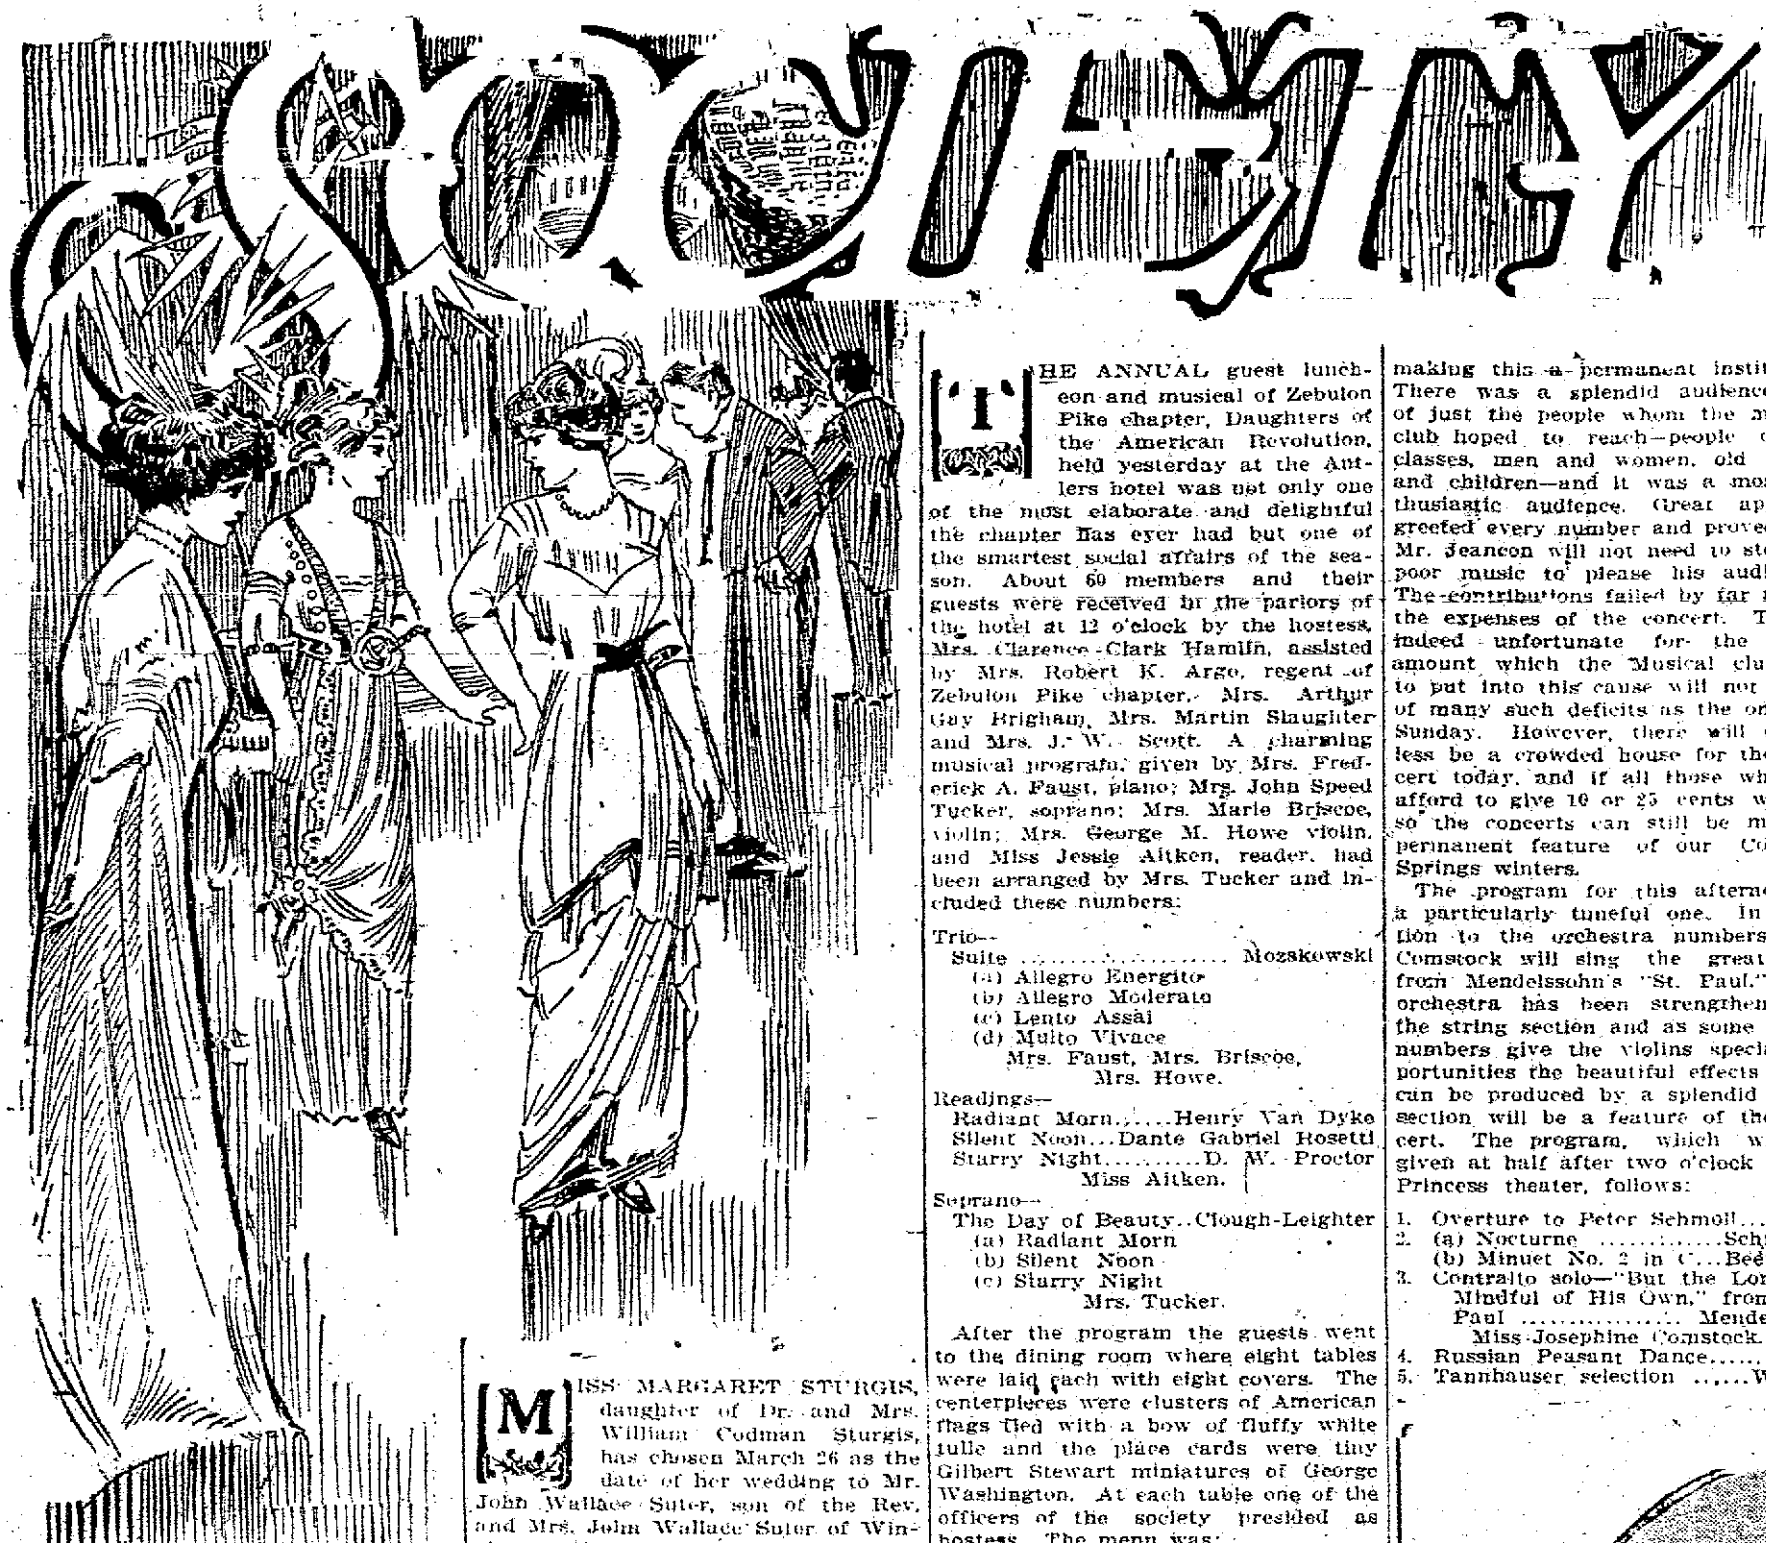 SOCIETY
MISS MARGARET STURGIS,
daughter of Dr. and Mrs.
William Codman Sturgis,
has chosen March 26 as the
date of her wedding to Mr.
John Wallace Suter, son of the Rev.
and Mrs. John Wallace Suter of Win-
THE ANNUAL guest lunch-
eon and musical of Zebulon
Pike chapter, Daughters of
the American Revolution,
held yesterday at the Ant-
lers hotel was not only one
of the most elaborate and delightful
the chapter has ever had but one of
the smartest social affairs of the sea-
son. About 60 members and their
guests were received in the parlors of
the hotel at 12 o'clock by the hostess,
Mrs. Clarence Clark Hamlin, assisted
by Mrs. Robert K. Argo, regent of
Zebulon Pike chapter, Mrs. Arthur
Guy Brigham, Mrs. Martin Slaughter
and Mrs. J. W. Scott. A charming
musical program, given by Mrs. Fred-
erick A. Faust, piano; Mrs. John Speed
Tucker, soprano; Mrs. Marie Briscoe,
violin; Mrs. George M. Howe violin,
and Miss Jessie Aitken, reader, had
been arranged by Mrs. Tucker and in-
cluded these numbers:
Trio—
Suite .................... Mozskowski
(a) Allegro Energito
(b) Allegro Moderato
(c) Lento Assai
(d) Multo Vivace
Mrs. Faust, Mrs. Briscoe,
Mrs. Howe.
Readings—
Radiant Morn......Henry Van Dyke
Silent Noon...Dante Gabriel Rosetti
Starry Night..........D. W. Proctor
Miss Aitken.
Soprano—
The Day of Beauty..Clough-Leighter
(a) Radiant Morn
(b) Silent Noon
(c) Starry Night
Mrs. Tucker.
After the program the guests went
to the dining room where eight tables
were laid each with eight covers. The
centerpieces were clusters of American
flags tied with a bow of fluffy white
tulle and the place cards were tiny
Gilbert Stewart miniatures of George
Washington. At each table one of the
officers of the society presided as
hostess. The menu was:
making this a permanent instit
There was a splendid audience
of just the people whom the m
club hoped to reach—people o
classes, men and women, old
and children—and it was a mos
thusiastic audience. Great ap
greeted every number and proved
Mr. Jeancon will not need to sto
poor music to please his audi
The contributions failed by far
the expenses of the concert. T
indeed unfortunate for the
amount which the Musical clu
to put into this cause will not
of many such deficits as the on
Sunday. However, there will
less be a crowded house for the
cert today, and if all those wh
afford to give 10 or 25 cents w
so the concerts can still be m
permanent feature of our Co
Springs winters.
The program for this afterno
a particularly tuneful one. In
tion to the orchestra numbers
Comstock will sing the great
from Mendelssohn's "St. Paul."
orchestra has been strengthen
the string section and as some
numbers give the violins specia
portunities the beautiful effects
can be produced by a splendid
section will be a feature of the
cert. The program, which w
given at half after two o'clock
Princess theater, follows:
1. Overture to Peter Schmoll....
2. (a) Nocturne .............Sch
(b) Minuet No. 2 in C...Bee
3. Contralto solo—"But the Lor
Mindful of His Own," from
Paul ................ Mende
Miss Josephine Comstock.
4. Russian Peasant Dance......
5. Tannhauser selection ......W